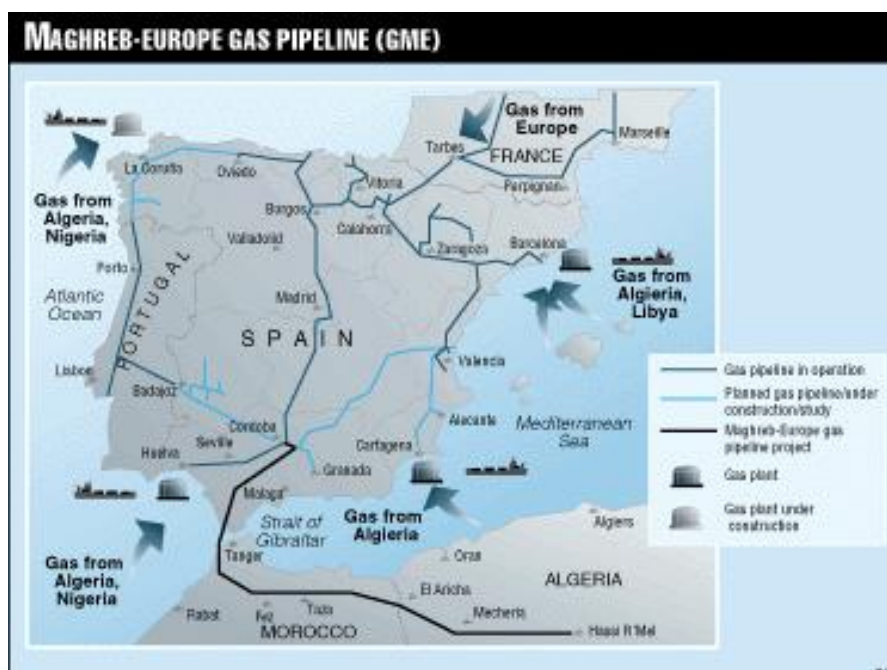 MAGHREB-EUROPE GAS PIPELINE (GME)
Gas from
Europe
Marseille
Tarbes
FRANCE
La Coruña
Oviedo
Vitoria
Perpignan
Gas from
Algeria,
Nigeria
Burgos
Calahorra
Valladolid
Zaragoza
Barcelona
Gas from
Algieria,
Libya
Porto
PORTUGAL
Atlantic
Ocean
Madrid
SPAIN
Lisbon
Valencia
Badajoz
Cordoba
Alacante
Mediterranean
Sea
Seville
Huelva
Cartagena
Granada
Malaga
Gas from
Algieria
Strait of
Gibraltar
Gas from
Algeria,
Nigeria
Tanger
Algiers
Oran
El Aricha
ALGERIA
Rabat
Fez
Taza
Mecheria
MOROCCO
Hassi R'Mel
Gas pipeline in operation
Planned gas pipeline/under
construction/study
Maghreb-Europe gas
pipeline project
Gas plant
Gas plant under
construction